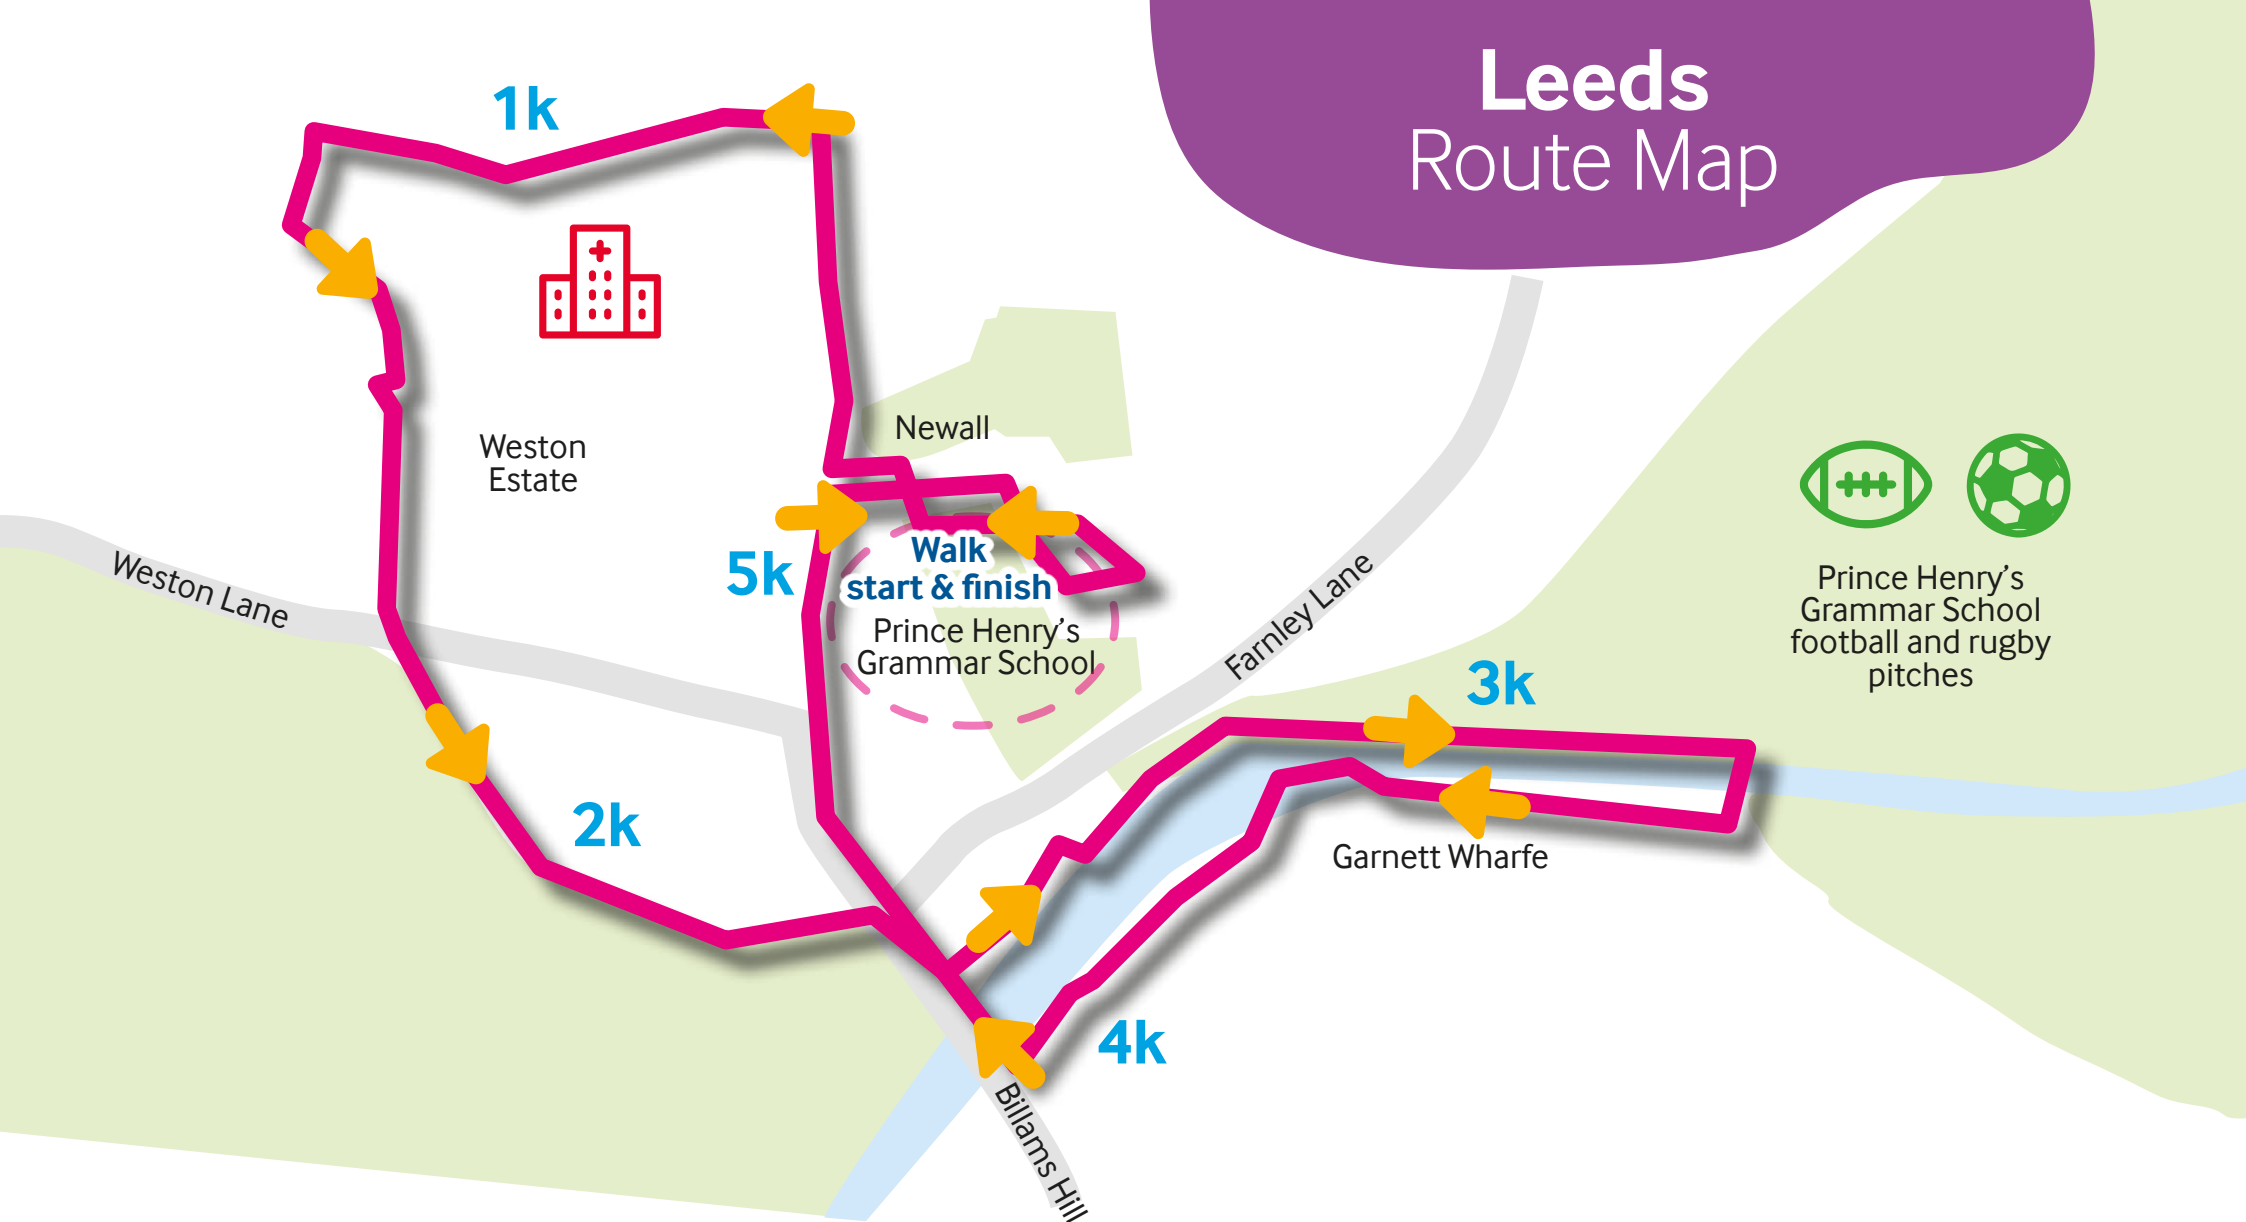 Leeds
Route Map
1k
Newall
Weston
Estate
Walk
start & finish
Prince Henry's
Grammar School
5k
Weston Lane
Farnley Lane
Prince Henry's
Grammar School
football and rugby
pitches
3k
2k
Garnett Wharfe
4k
Billams Hill